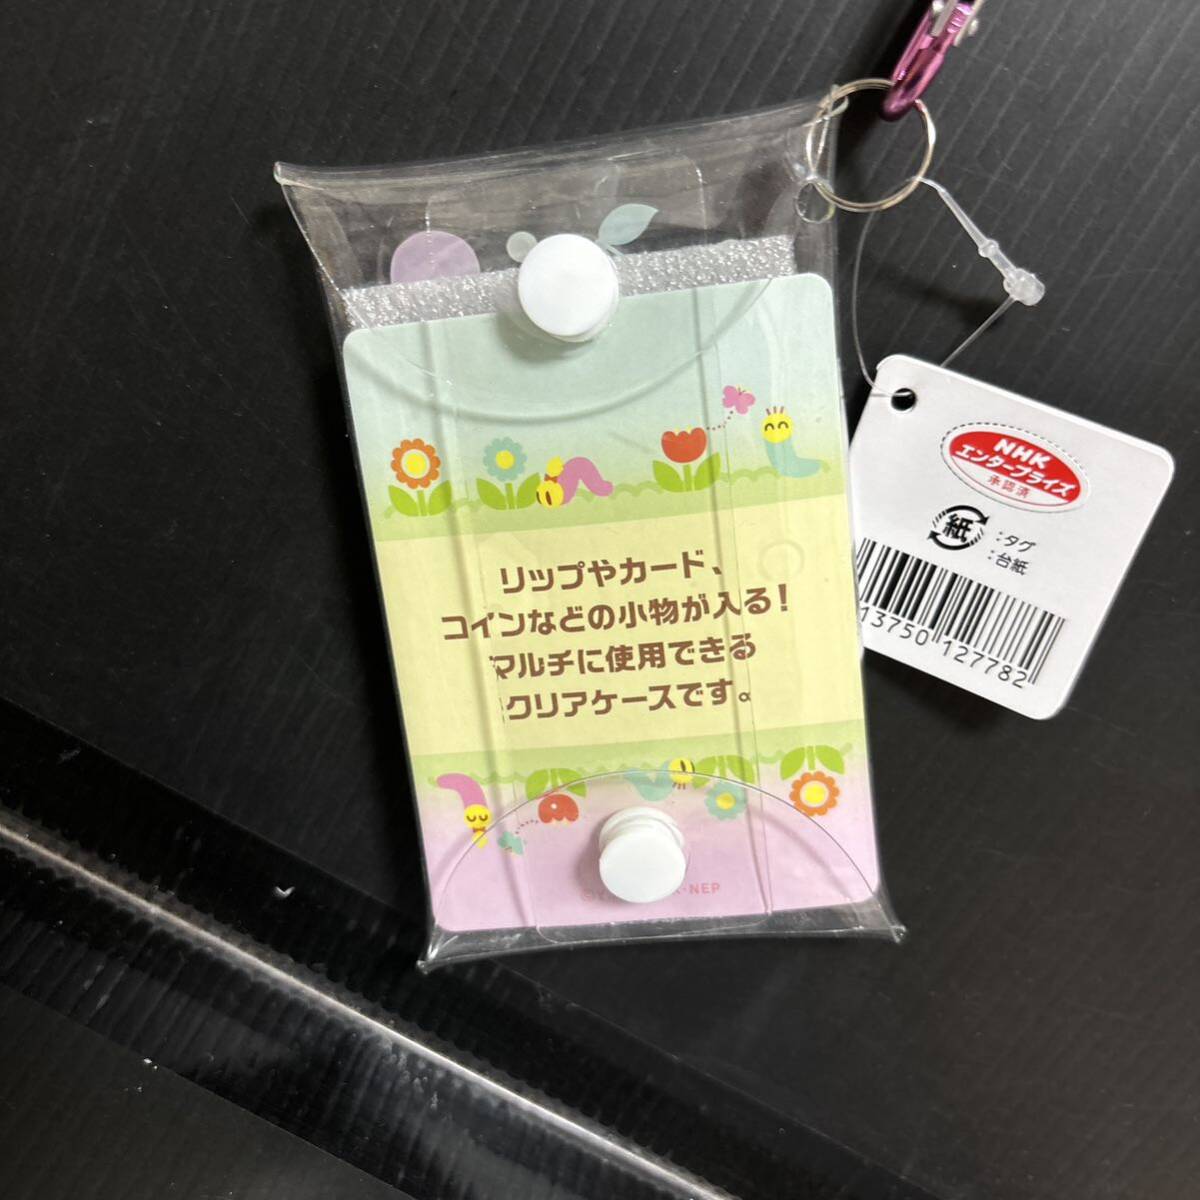 NHK
エンタープライズ
承認済
紙
:タグ
:台紙
13750 127782
リップやカード、
コインなどの小物が入る!
マルチに使用できる
クリアケースです。
NEP